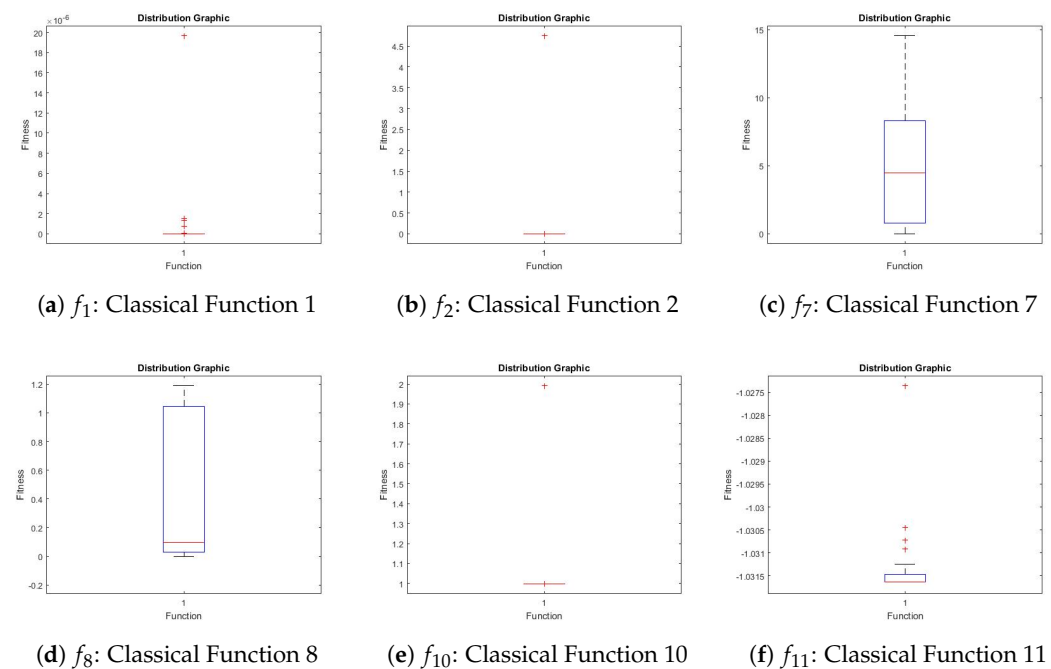 Distribution Graphic
× 10⁻⁶
20
18
16
14
12
10
8
6
4
2
0
Fitness
1
Function
(a) f₁: Classical Function 1
Distribution Graphic
4.5
4
3.5
3
2.5
2
1.5
1
0.5
0
Fitness
1
Function
(b) f₂: Classical Function 2
Distribution Graphic
15
10
5
0
Fitness
1
Function
(c) f₇: Classical Function 7
Distribution Graphic
1.2
1
0.8
0.6
0.4
0.2
0
-0.2
Fitness
1
Function
(d) f₈: Classical Function 8
Distribution Graphic
2
1.9
1.8
1.7
1.6
1.5
1.4
1.3
1.2
1.1
1
Fitness
1
Function
(e) f₁₀: Classical Function 10
Distribution Graphic
-1.0275
-1.028
-1.0285
-1.029
-1.0295
-1.03
-1.0305
-1.031
-1.0315
Fitness
1
Function
(f) f₁₁: Classical Function 11